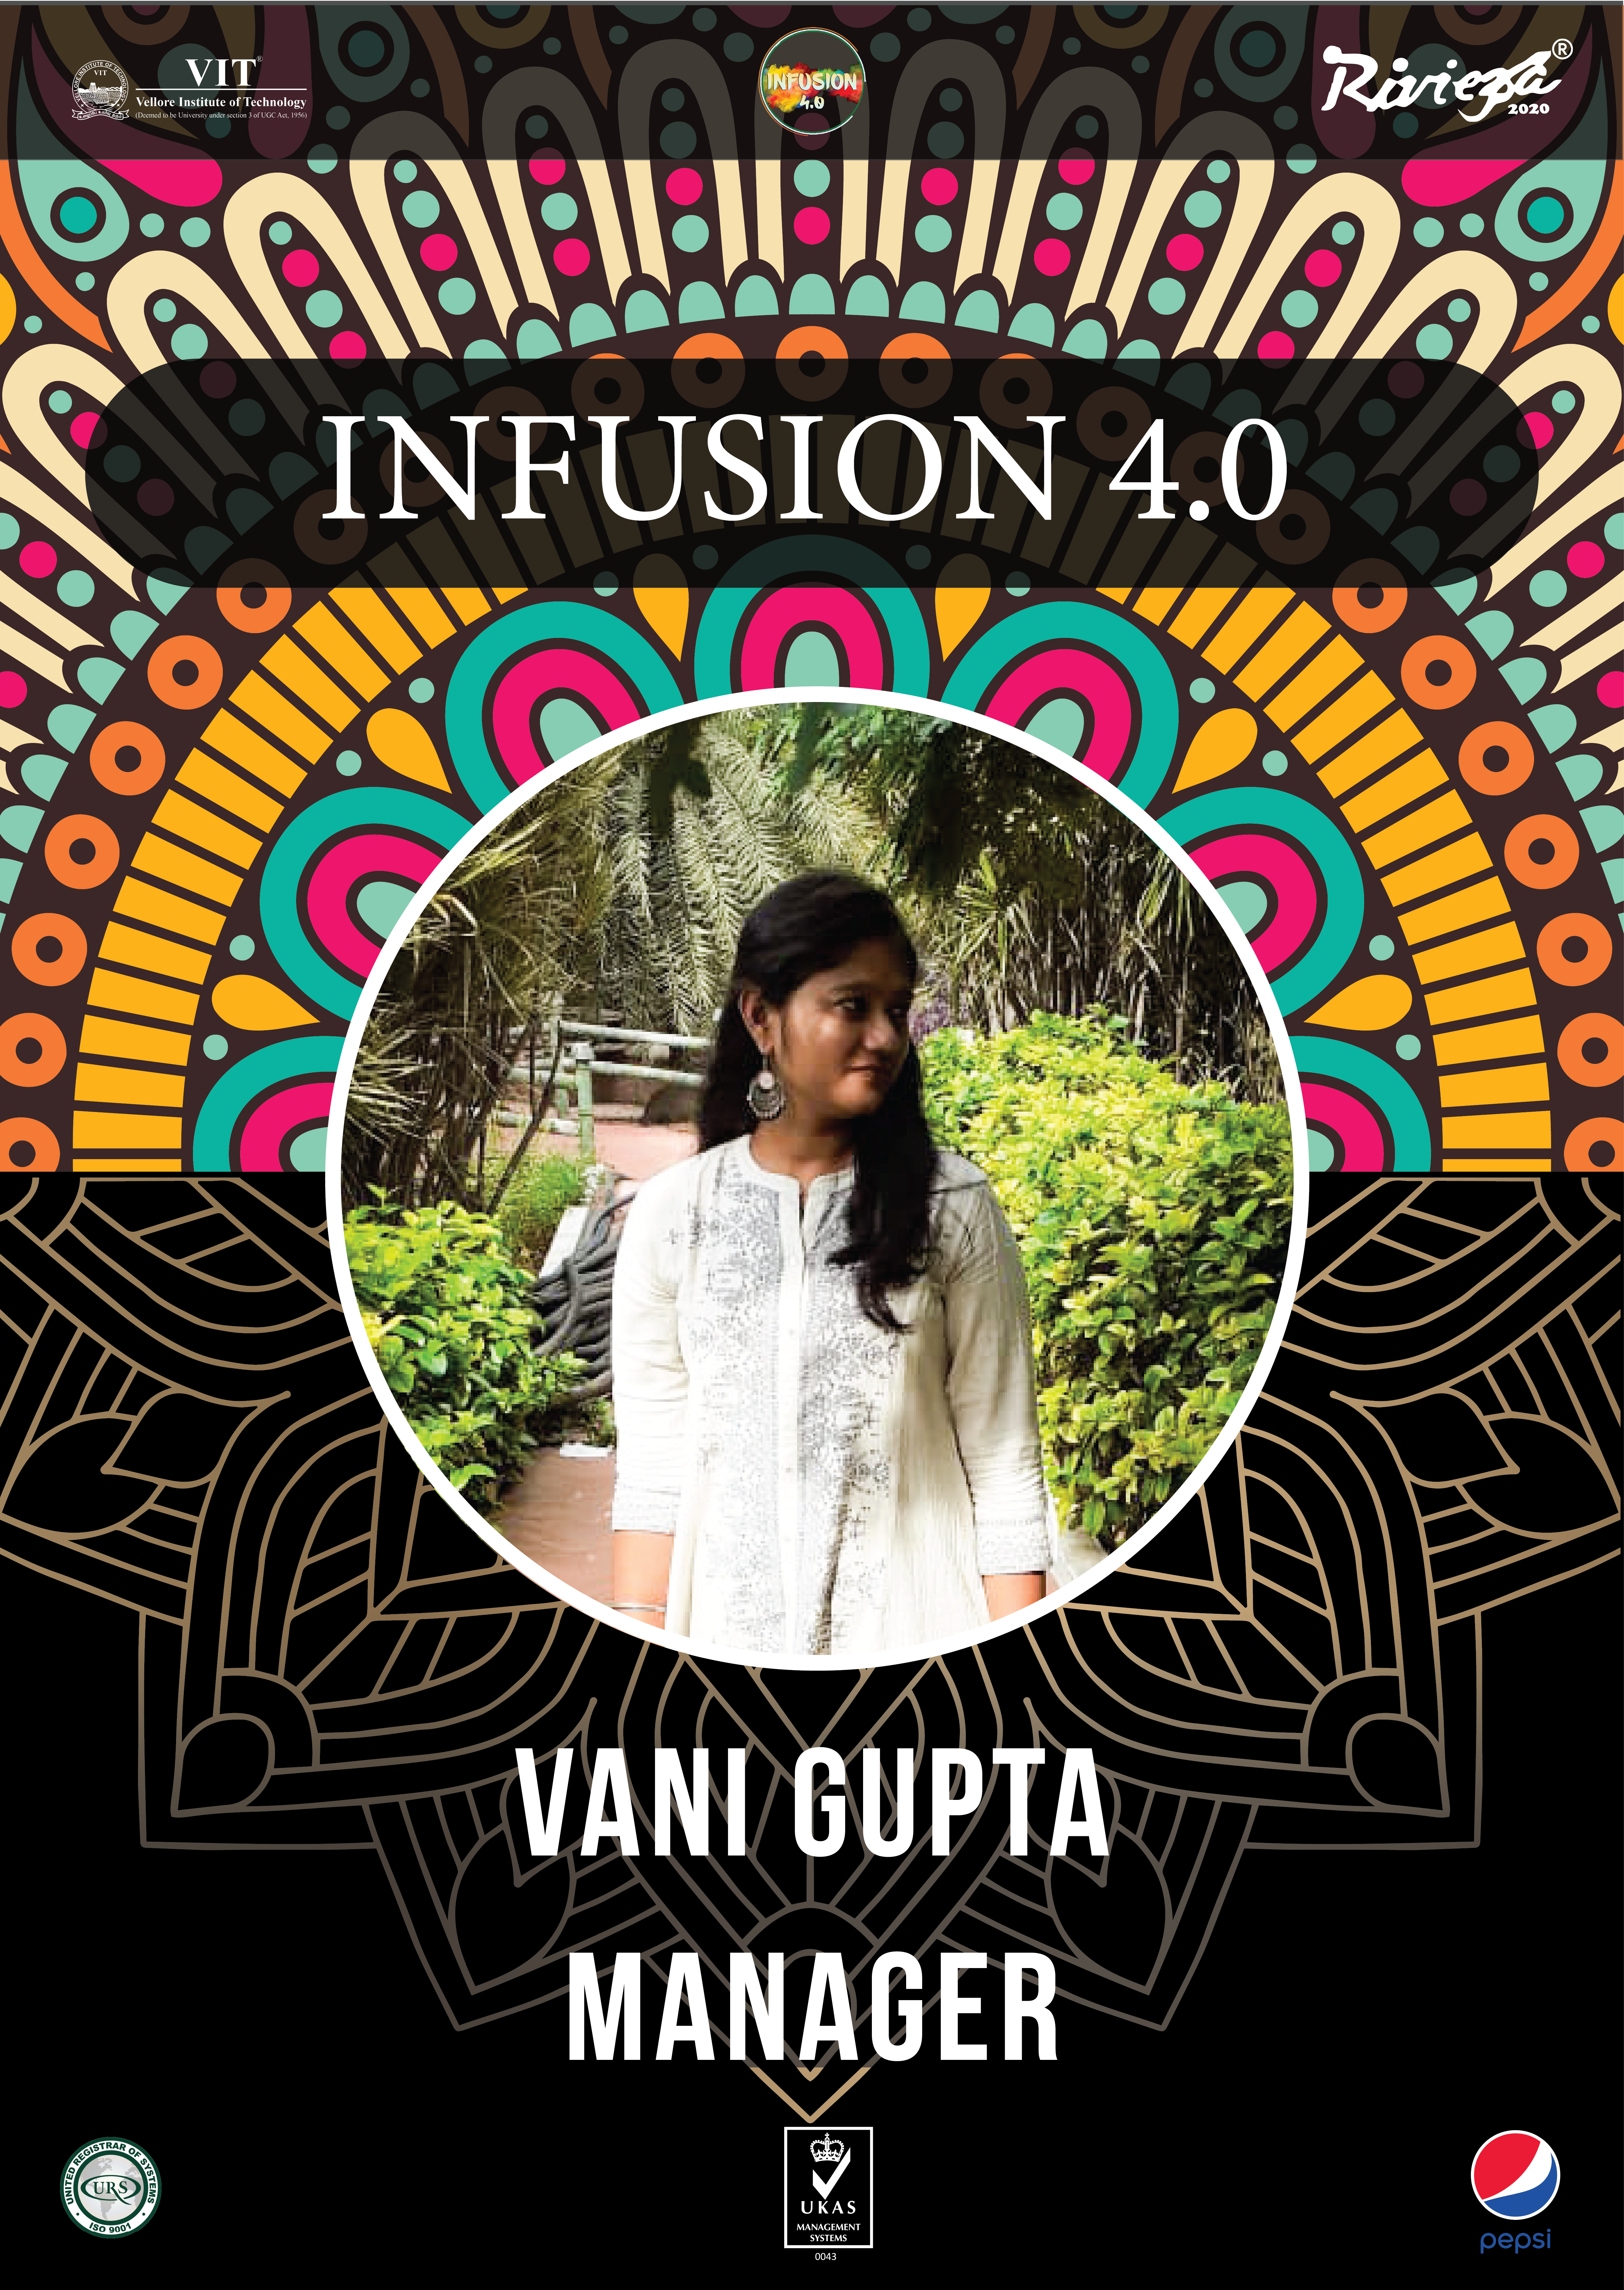 VIT®
Vellore Institute of Technology
(Deemed to be University under section 3 of UGC Act, 1956)
INFUSION
4.0
Riviera®
2020
INFUSION 4.0
VANI GUPTA
MANAGER
UNITED REGISTRAR OF SYSTEMS
URS
ISO 9001
UKAS
MANAGEMENT
SYSTEMS
0043
pepsi